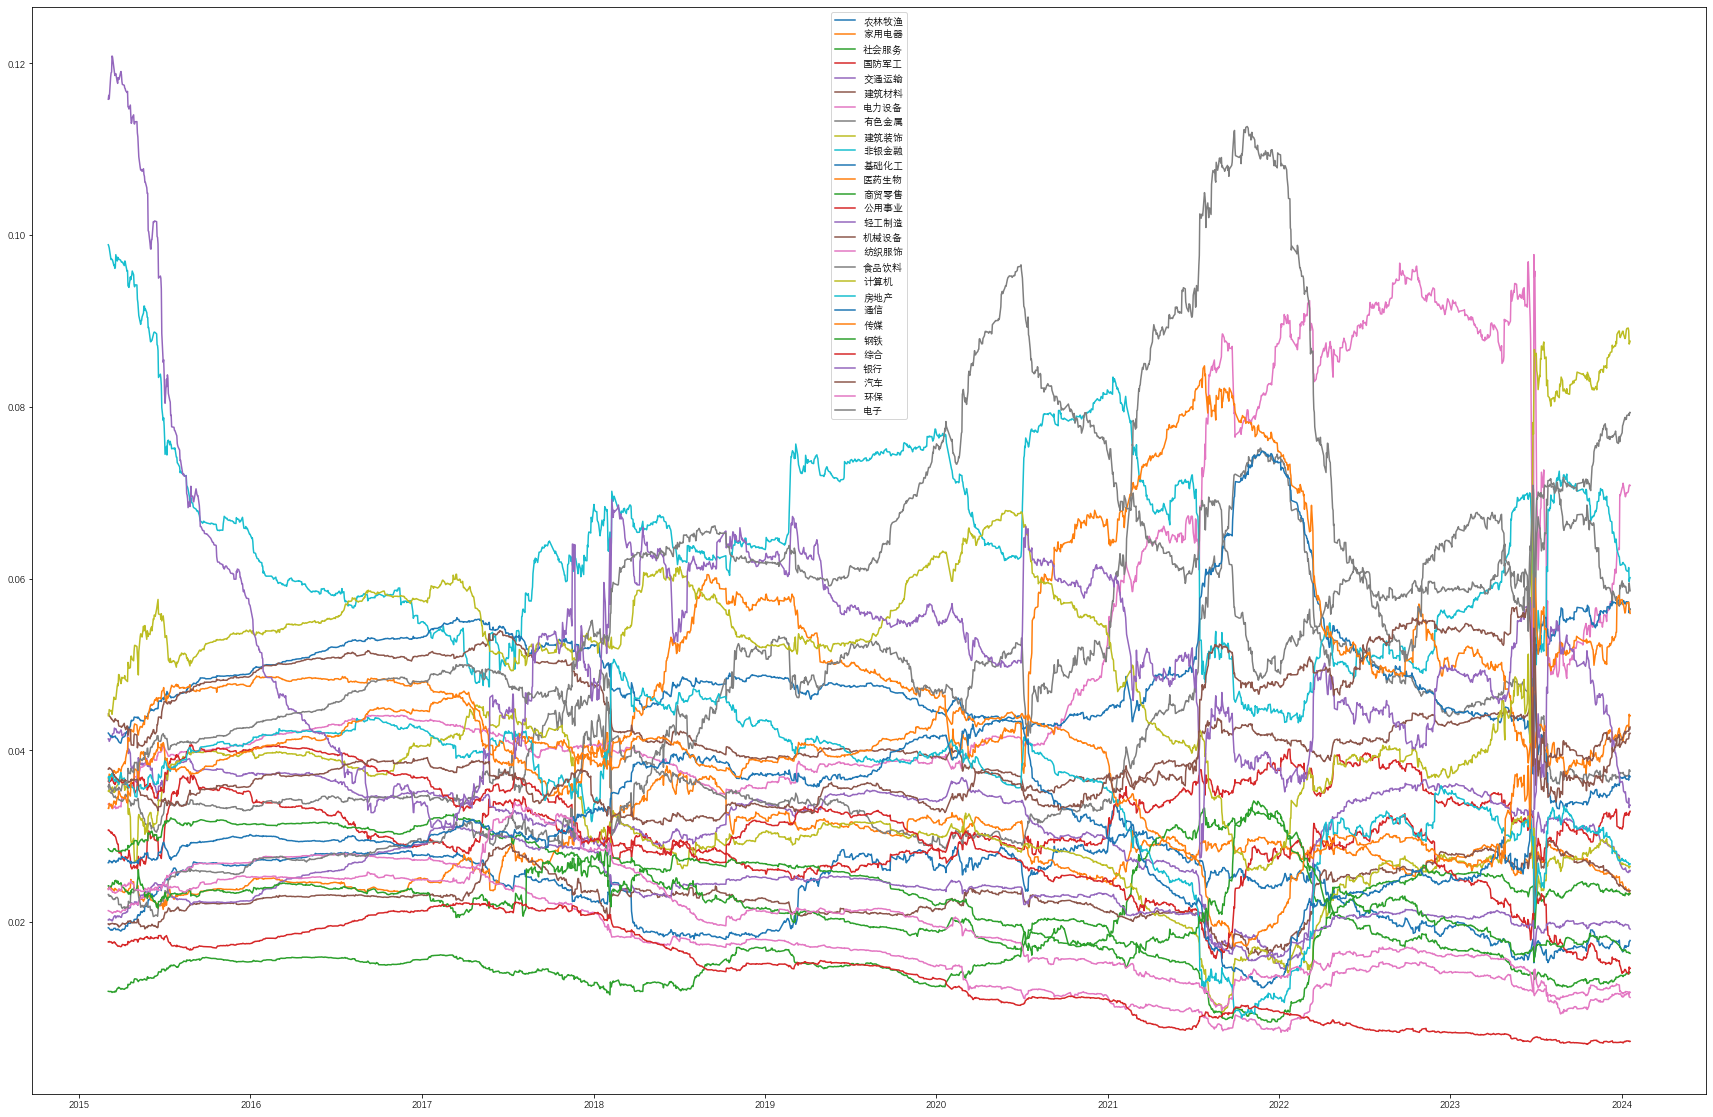 农林牧渔
家用电器
社会服务
国防军工
交通运输
建筑材料
电力设备
有色金属
建筑装饰
非银金融
基础化工
医药生物
商贸零售
公用事业
轻工制造
机械设备
纺织服饰
食品饮料
计算机
房地产
通信
传媒
钢铁
综合
银行
汽车
环保
电子
0.12
0.10
0.08
0.06
0.04
0.02
2015 2016 2017 2018 2019 2020 2021 2022 2023 2024